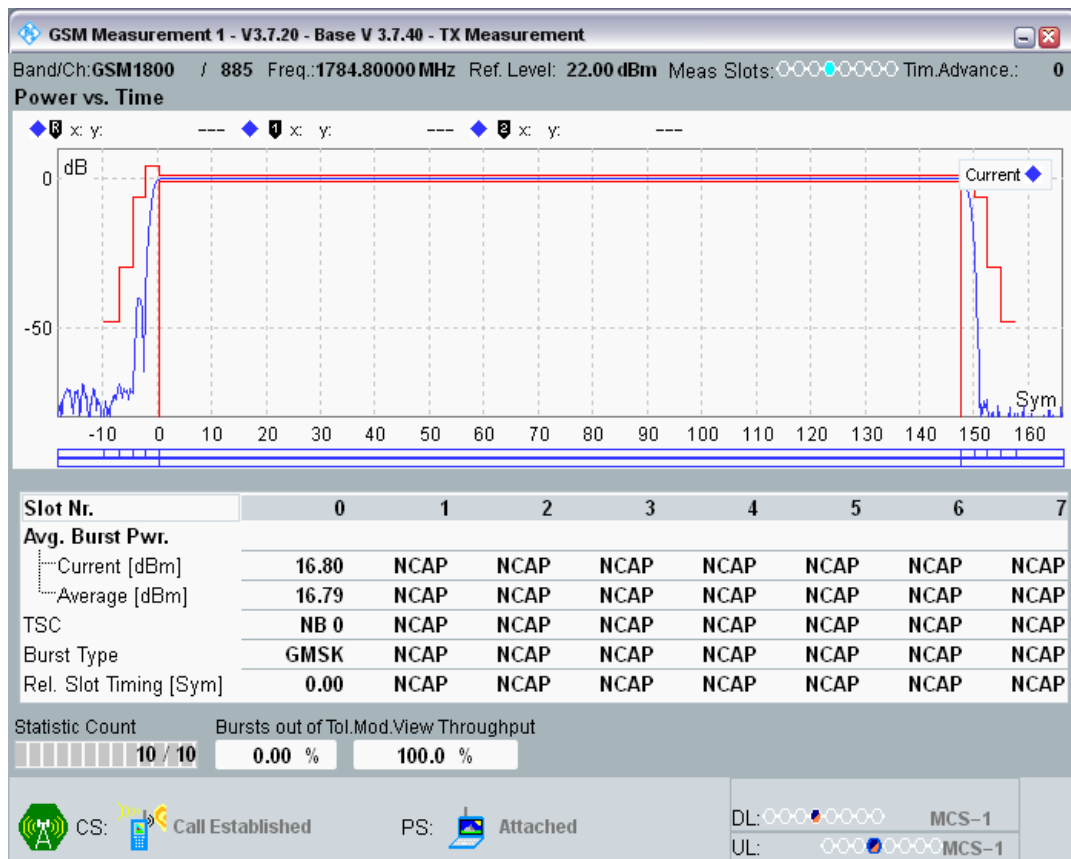 GSM Measurement 1 - V3.7.20 - Base V 3.7.40 - TX Measurement
Band/Ch:GSM1800 / 885 Freq.:1784.80000 MHz Ref. Level: 22.00 dBm Meas Slots: Tim.Advance.: 0
Power vs. Time
R x: y: --- 1 x: y: --- 2 x: y: ---
dB
0
Current
-50
Sym
-10 0 10 20 30 40 50 60 70 80 90 100 110 120 130 140 150 160
Slot Nr. 0 1 2 3 4 5 6 7
Avg. Burst Pwr.
Current [dBm] 16.80 NCAP NCAP NCAP NCAP NCAP NCAP NCAP
Average [dBm] 16.79 NCAP NCAP NCAP NCAP NCAP NCAP NCAP
TSC NB 0 NCAP NCAP NCAP NCAP NCAP NCAP NCAP
Burst Type GMSK NCAP NCAP NCAP NCAP NCAP NCAP NCAP
Rel. Slot Timing [Sym] 0.00 NCAP NCAP NCAP NCAP NCAP NCAP NCAP
Statistic Count Bursts out of Tol.Mod.View Throughput
10 / 10 0.00 % 100.0 %
CS: Call Established PS: Attached
DL: MCS-1
UL: MCS-1